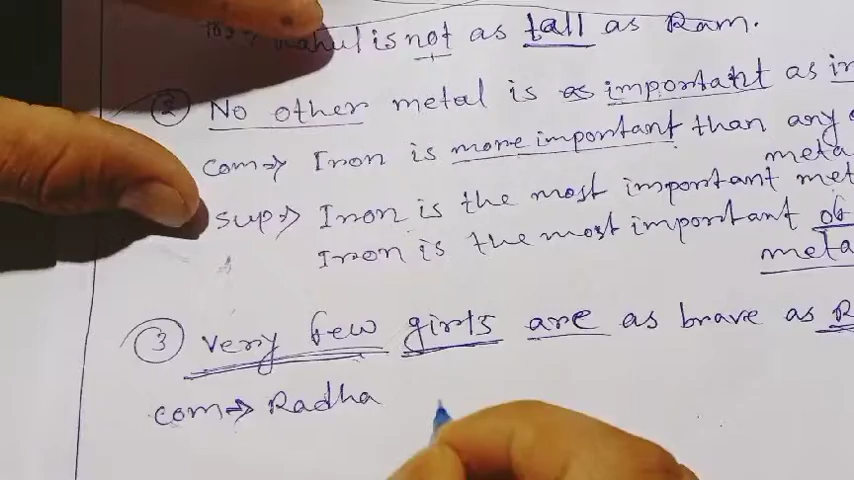 Rahul is not as tall as Ram.
② No other metal is as important as
com⇒ Iron is more important than any
meta
sup⇒ Iron is the most important met
Iron is the most important of
meta
③ Very few girls are as brave as R
com⇒ Radha